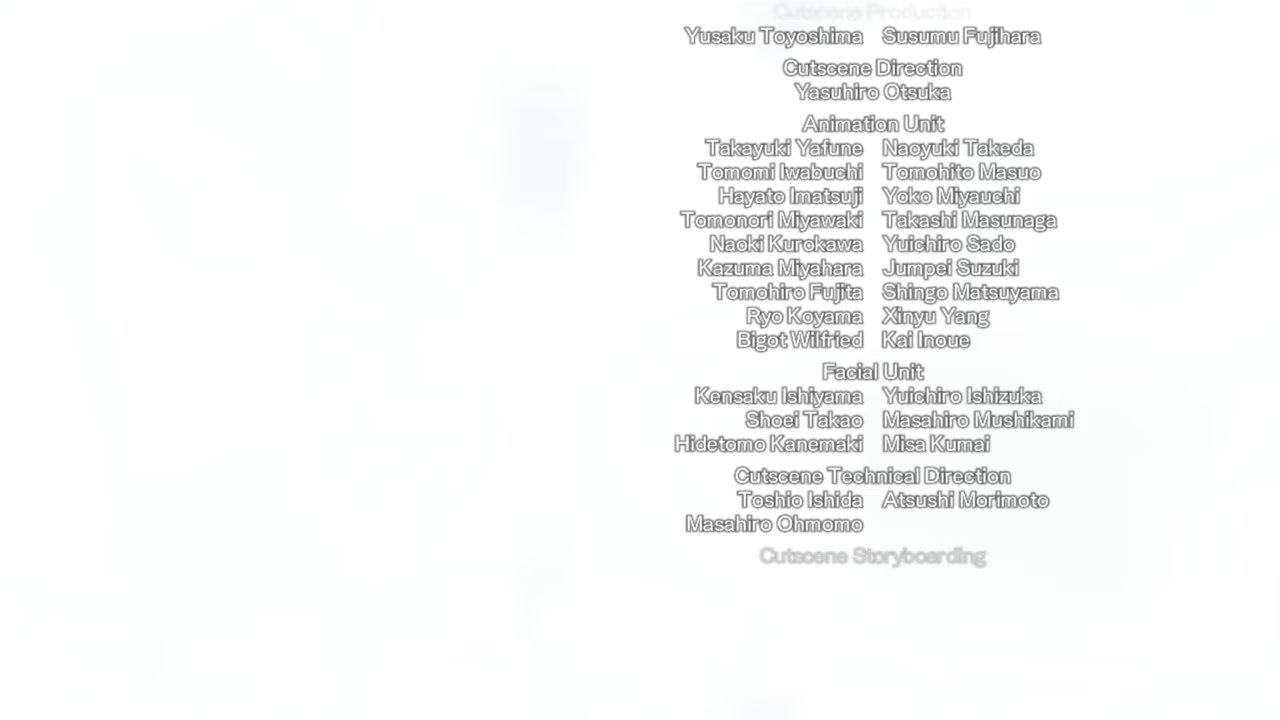 Cutscene Production
Yusaku Toyoshima Susumu Fujihara
Cutscene Direction
Yasuhiro Otsuka
Animation Unit
Takayuki Yafune Naoyuki Takeda
Tomomi Iwabuchi Tomohito Masuo
Hayato Imatsuji Yoko Miyauchi
Tomonori Miyawaki Takashi Masunaga
Naoki Kurokawa Yuichiro Sado
Kazuma Miyahara Jumpei Suzuki
Tomohiro Fujita Shingo Matsuyama
Ryo Koyama Xinyu Yang
Bigot Wilfried Kai Inoue
Facial Unit
Kensaku Ishiyama Yuichiro Ishizuka
Shoei Takao Masahiro Mushikami
Hidetomo Kanemaki Misa Kumai
Cutscene Technical Direction
Toshio Ishida Atsushi Morimoto
Masahiro Ohmomo
Cutscene Storyboarding